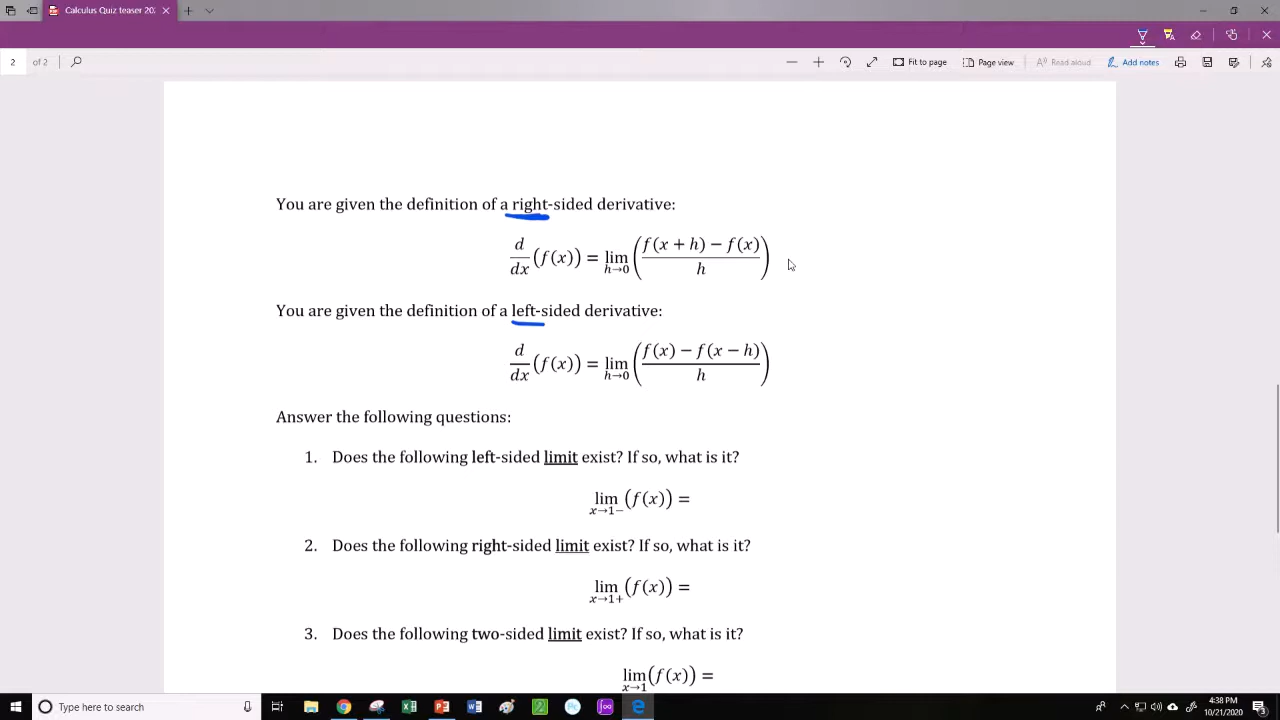 Calculus Quiz teaser 202
2 of 2 Fit to page Page view Read aloud Add notes
You are given the definition of a right-sided derivative:
d/dx (f(x)) = lim h→0 ( f(x + h) − f(x) / h )
You are given the definition of a left-sided derivative:
d/dx (f(x)) = lim h→0 ( f(x) − f(x − h) / h )
Answer the following questions:
1. Does the following left-sided limit exist? If so, what is it?
lim x→1− (f(x)) =
2. Does the following right-sided limit exist? If so, what is it?
lim x→1+ (f(x)) =
3. Does the following two-sided limit exist? If so, what is it?
lim x→1 (f(x)) =
Type here to search
4:38 PM
10/21/2020